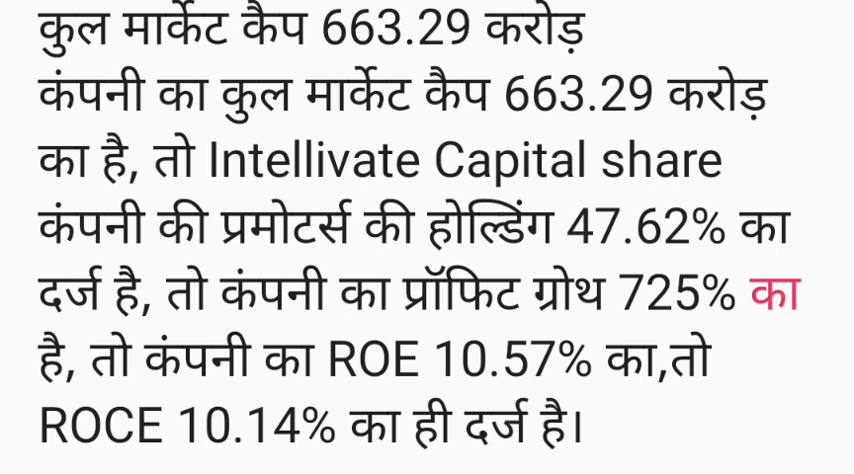 कुल मार्केट कैप 663.29 करोड़
कंपनी का कुल मार्केट कैप 663.29 करोड़
का है, तो Intellivate Capital share
कंपनी की प्रमोटर्स की होल्डिंग 47.62% का
दर्ज है, तो कंपनी का प्रॉफिट ग्रोथ 725% का
है, तो कंपनी का ROE 10.57% का,तो
ROCE 10.14% का ही दर्ज है।